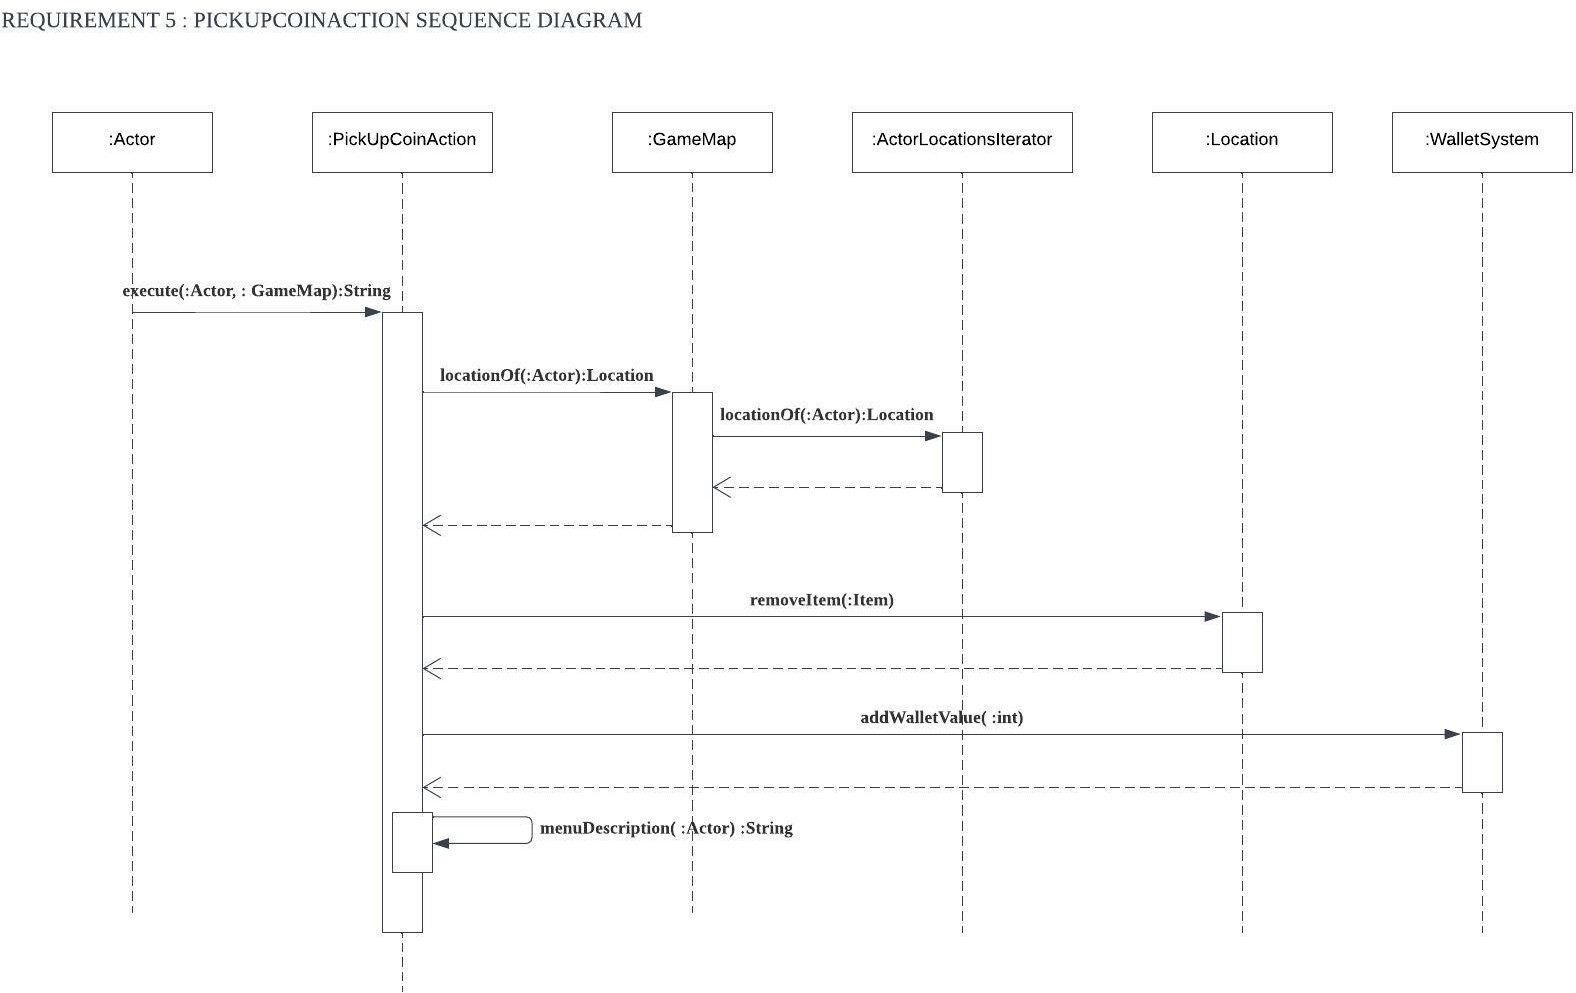 REQUIREMENT 5 : PICKUPCOINACTION SEQUENCE DIAGRAM
:Actor
:PickUpCoinAction
:GameMap
:ActorLocationsIterator
:Location
:WalletSystem
execute(:Actor, : GameMap):String
locationOf(:Actor):Location
locationOf(:Actor):Location
removeItem(:Item)
addWalletValue( :int)
menuDescription( :Actor) :String